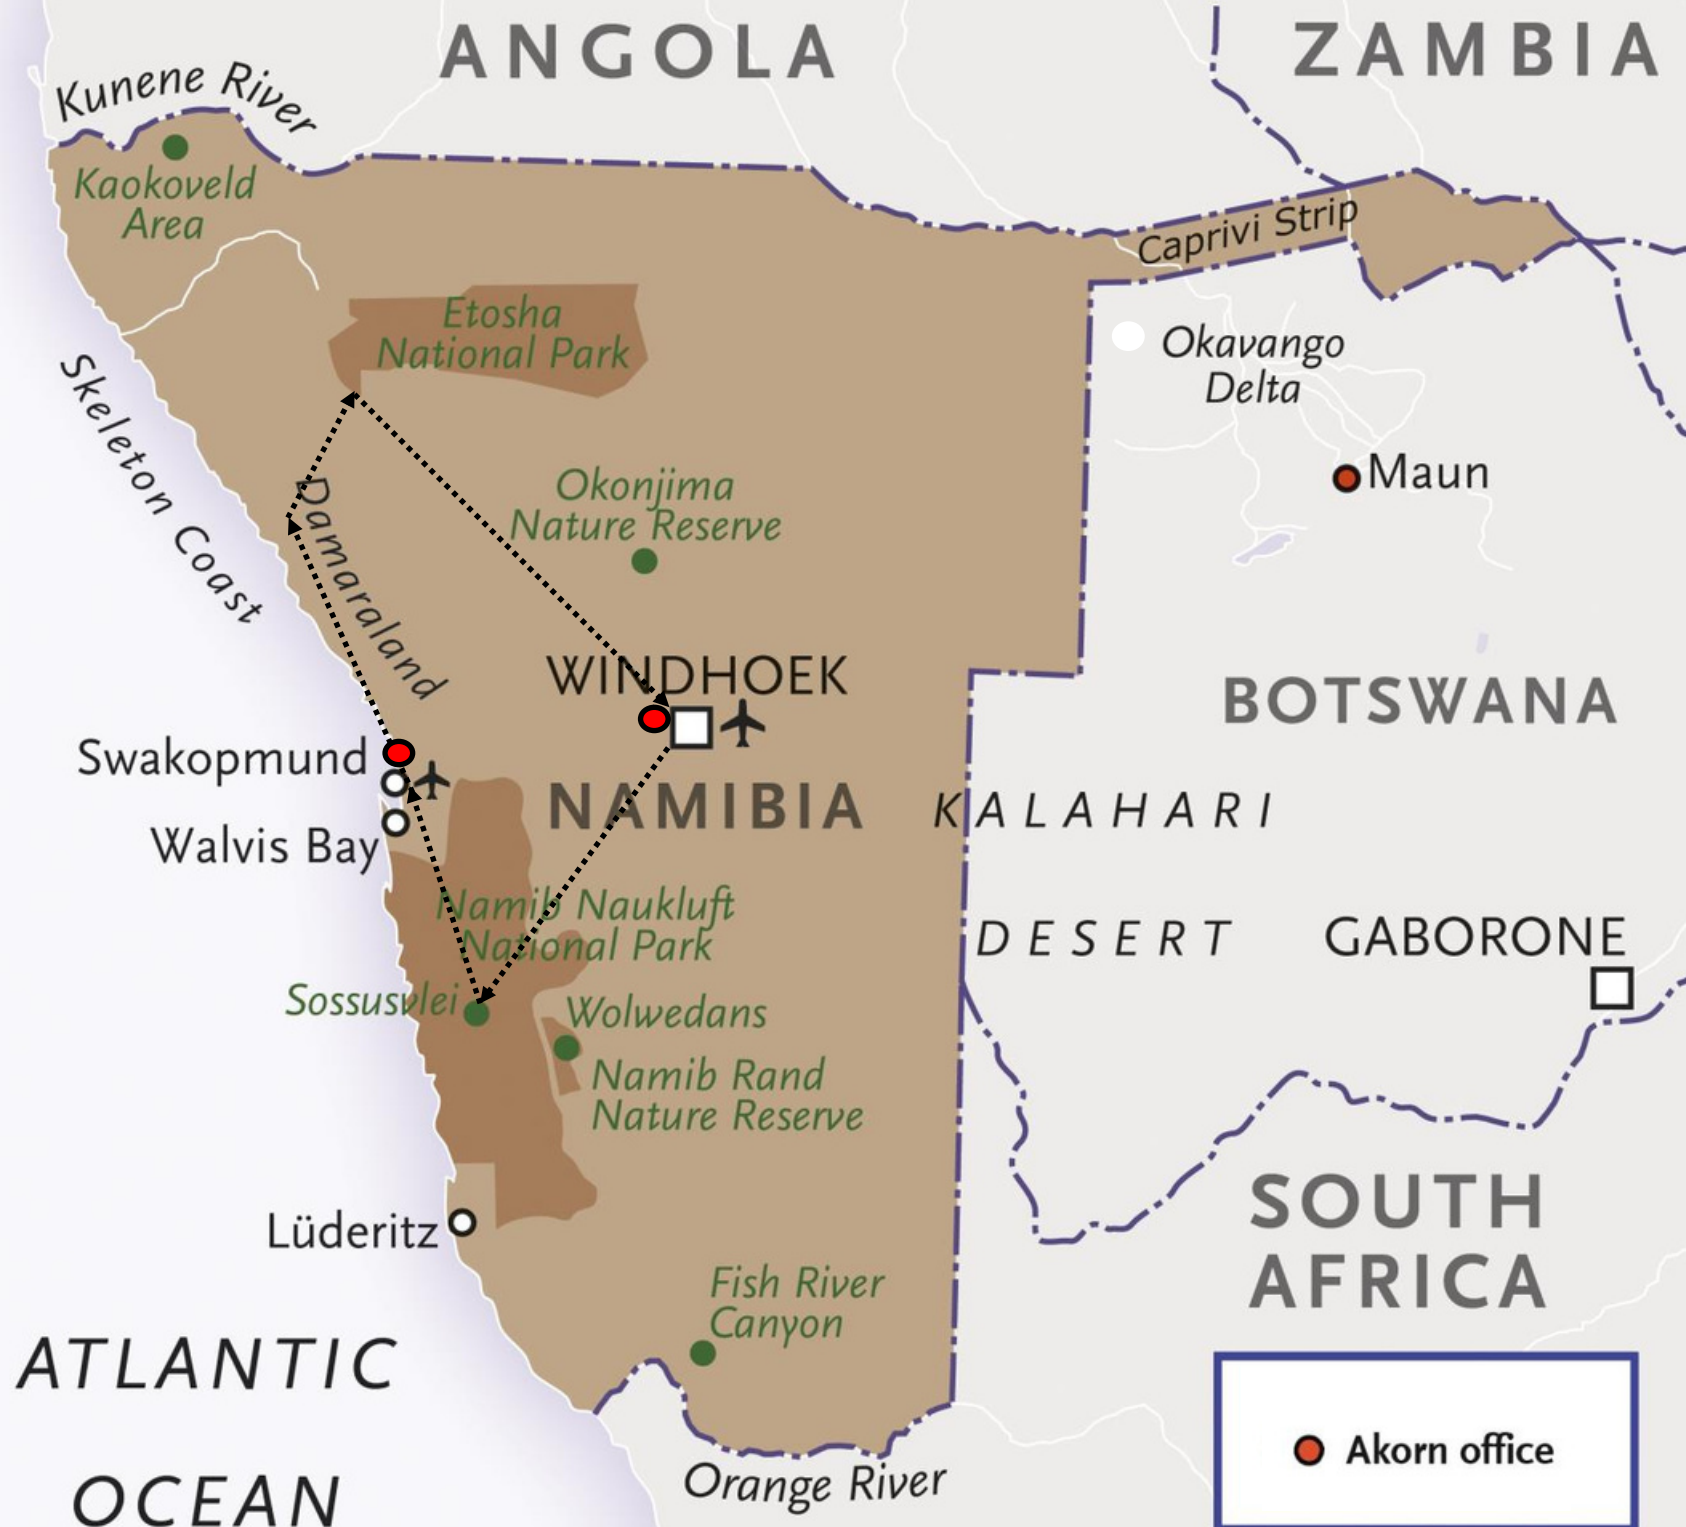 ANGOLA
ZAMBIA
Kunene River
Kaokoveld
Area
Caprivi Strip
Etosha
National Park
Okavango
Delta
Skeleton Coast
Maun
Damaraland
Okonjima
Nature Reserve
WINDHOEK
BOTSWANA
Swakopmund
NAMIBIA
KALAHARI
Walvis Bay
Namib Naukluft
National Park
DESERT
GABORONE
Sossusvlei
Wolwedans
Namib Rand
Nature Reserve
SOUTH
AFRICA
Lüderitz
Fish River
Canyon
ATLANTIC
OCEAN
Orange River
Akorn office